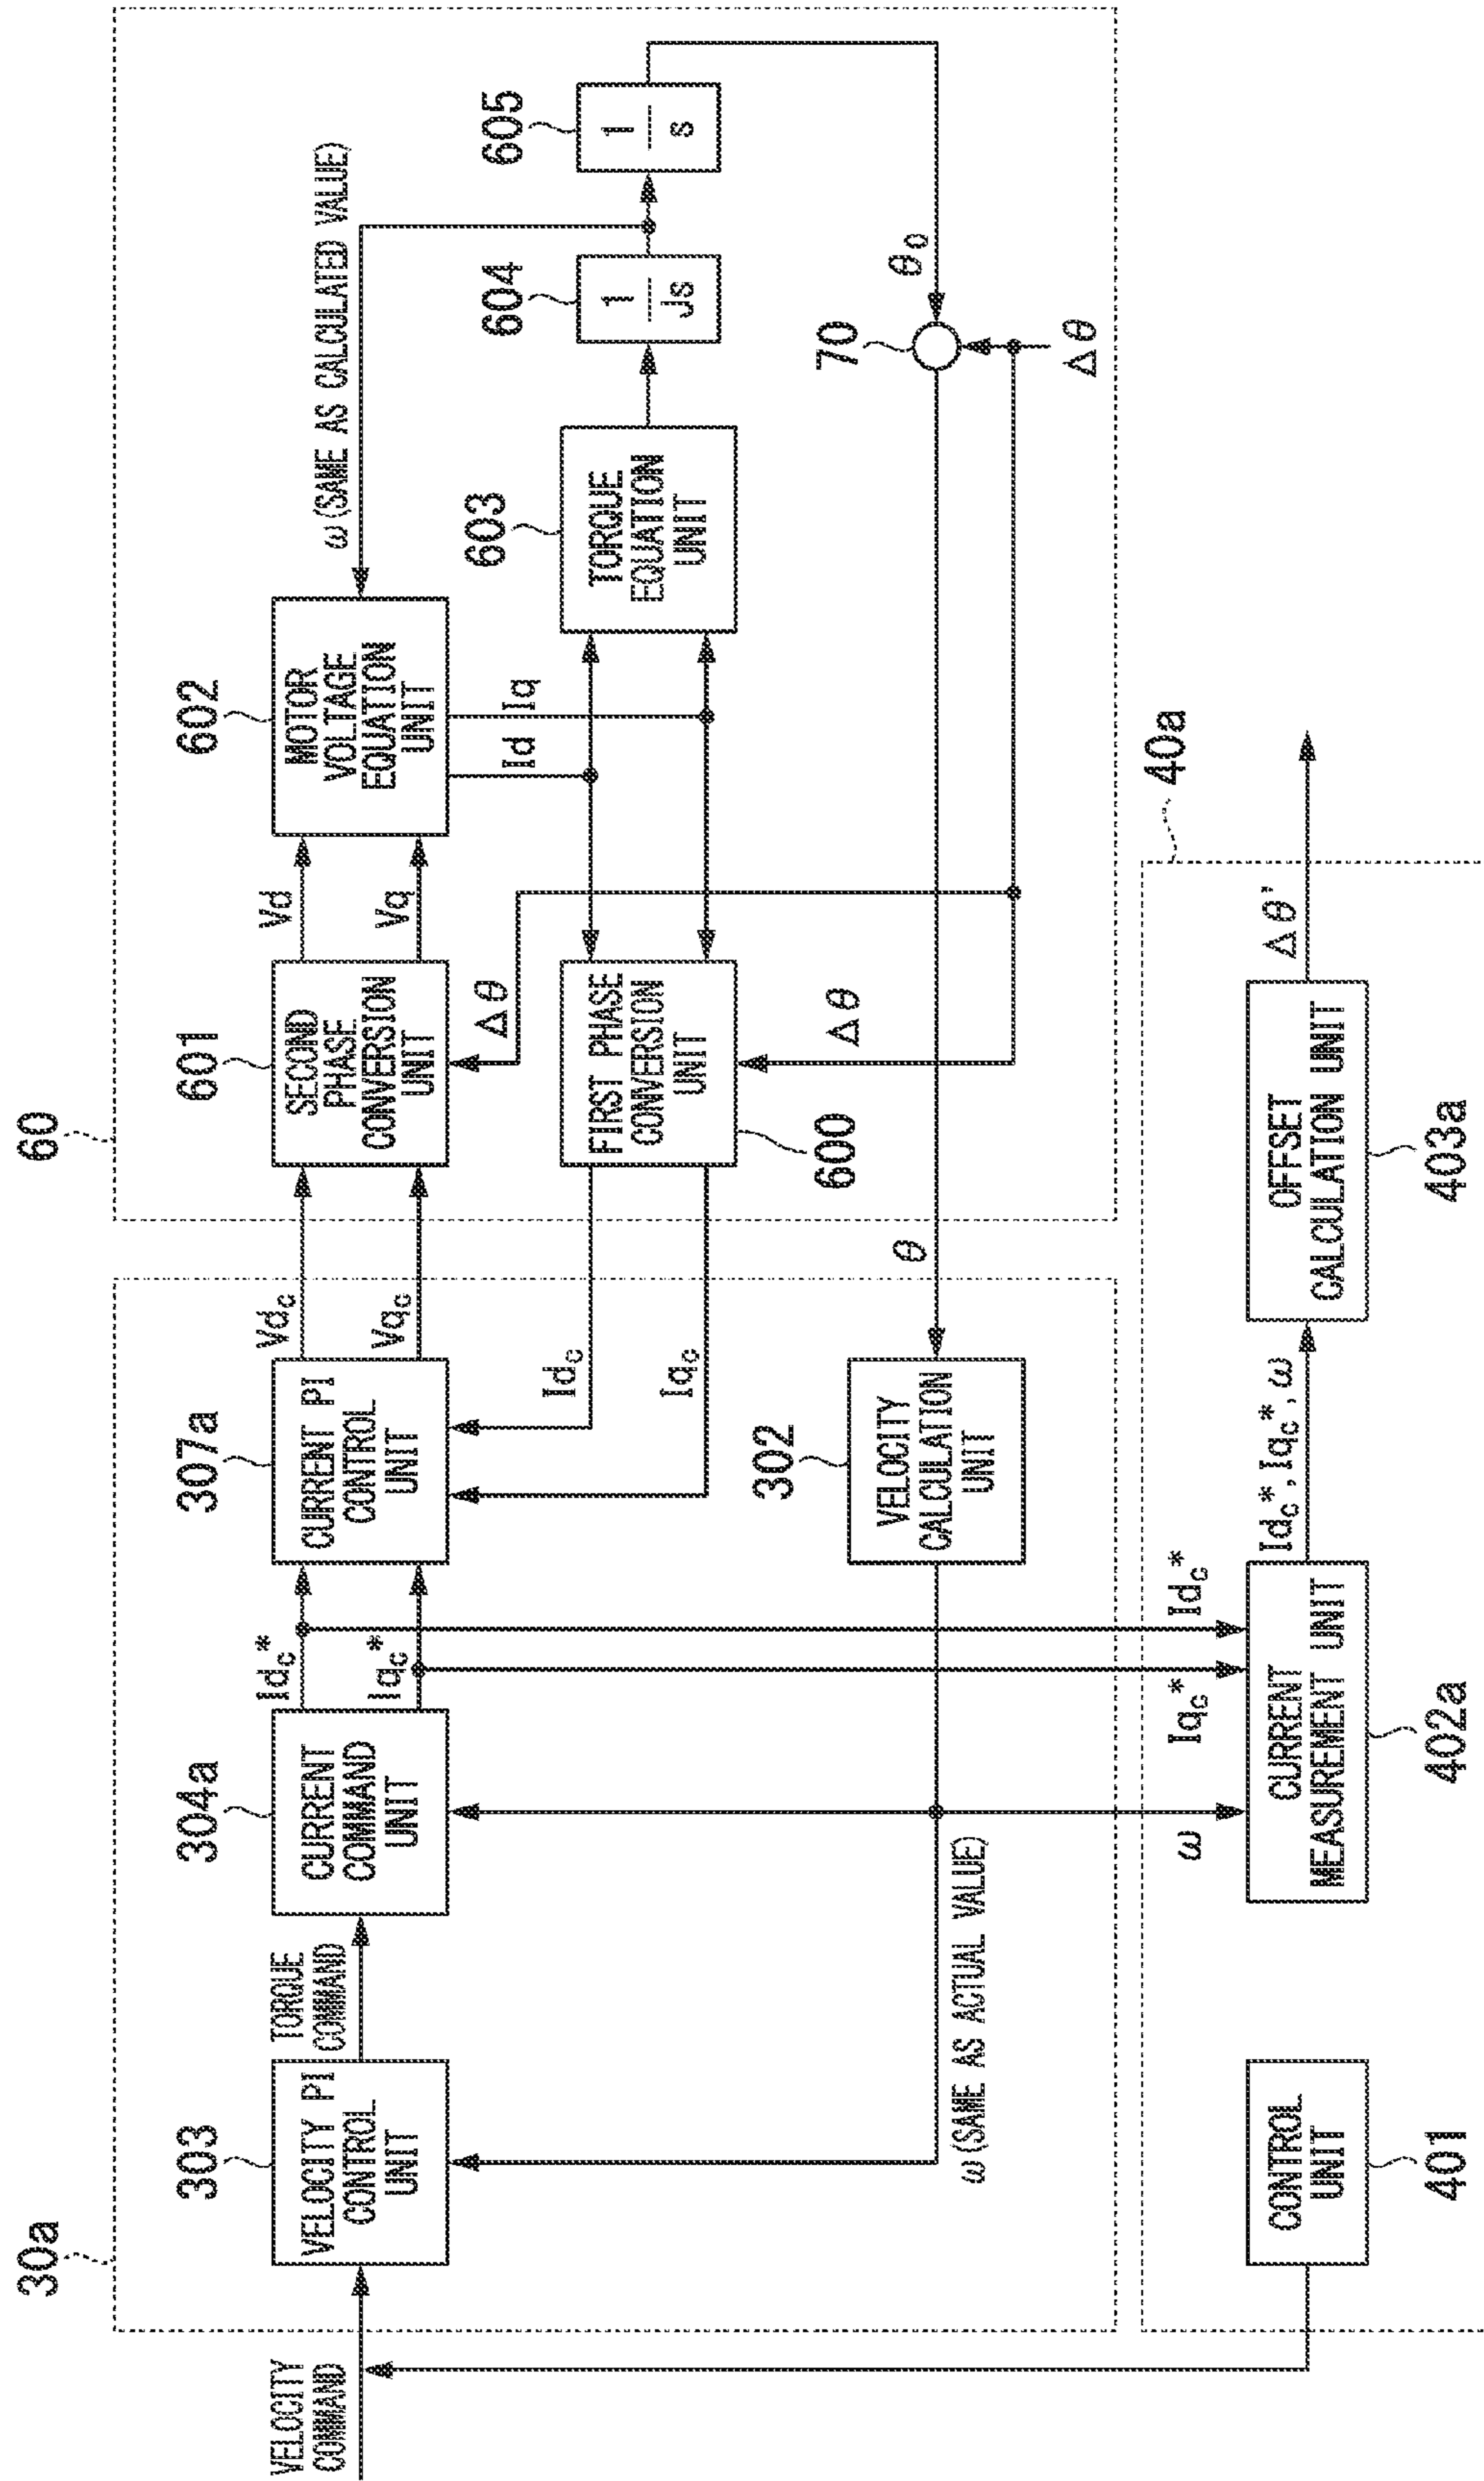 30a
60
303
304a
307a
601
602
VELOCITY
COMMAND
VELOCITY PI
CONTROL
UNIT
TORQUE
COMMAND
CURRENT
COMMAND
UNIT
Idc*
Iqc*
CURRENT PI
CONTROL
UNIT
Vdc
Vqc
SECOND
PHASE
CONVERSION
UNIT
Vd
Vq
MOTOR
VOLTAGE
EQUATION
UNIT
ω(SAME AS CALCULATED VALUE)
Idc
Iqc
Δθ
Id
Iq
603
604
605
FIRST PHASE
CONVERSION
UNIT
TORQUE
EQUATION
UNIT
1
Js
1
s
600
Δθ
302
VELOCITY
CALCULATION
UNIT
θ
70
θ0
ω(SAME AS ACTUAL VALUE)
Δθ
40a
ω
Iqc*
Idc*
CONTROL
UNIT
CURRENT
MEASUREMENT UNIT
Idc*,Iqc*,ω
OFFSET
CALCULATION UNIT
Δθ'
401
402a
403a